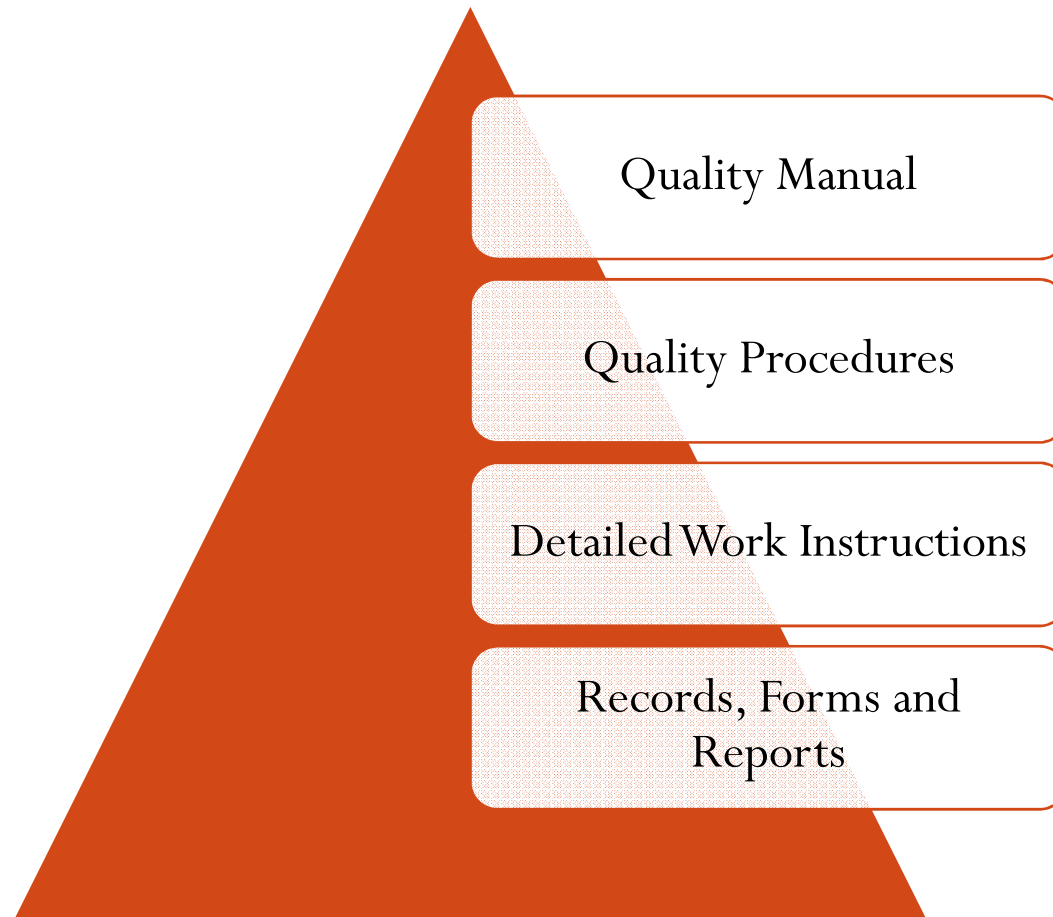 Quality Manual
Quality Procedures
Detailed Work Instructions
Records, Forms and
Reports